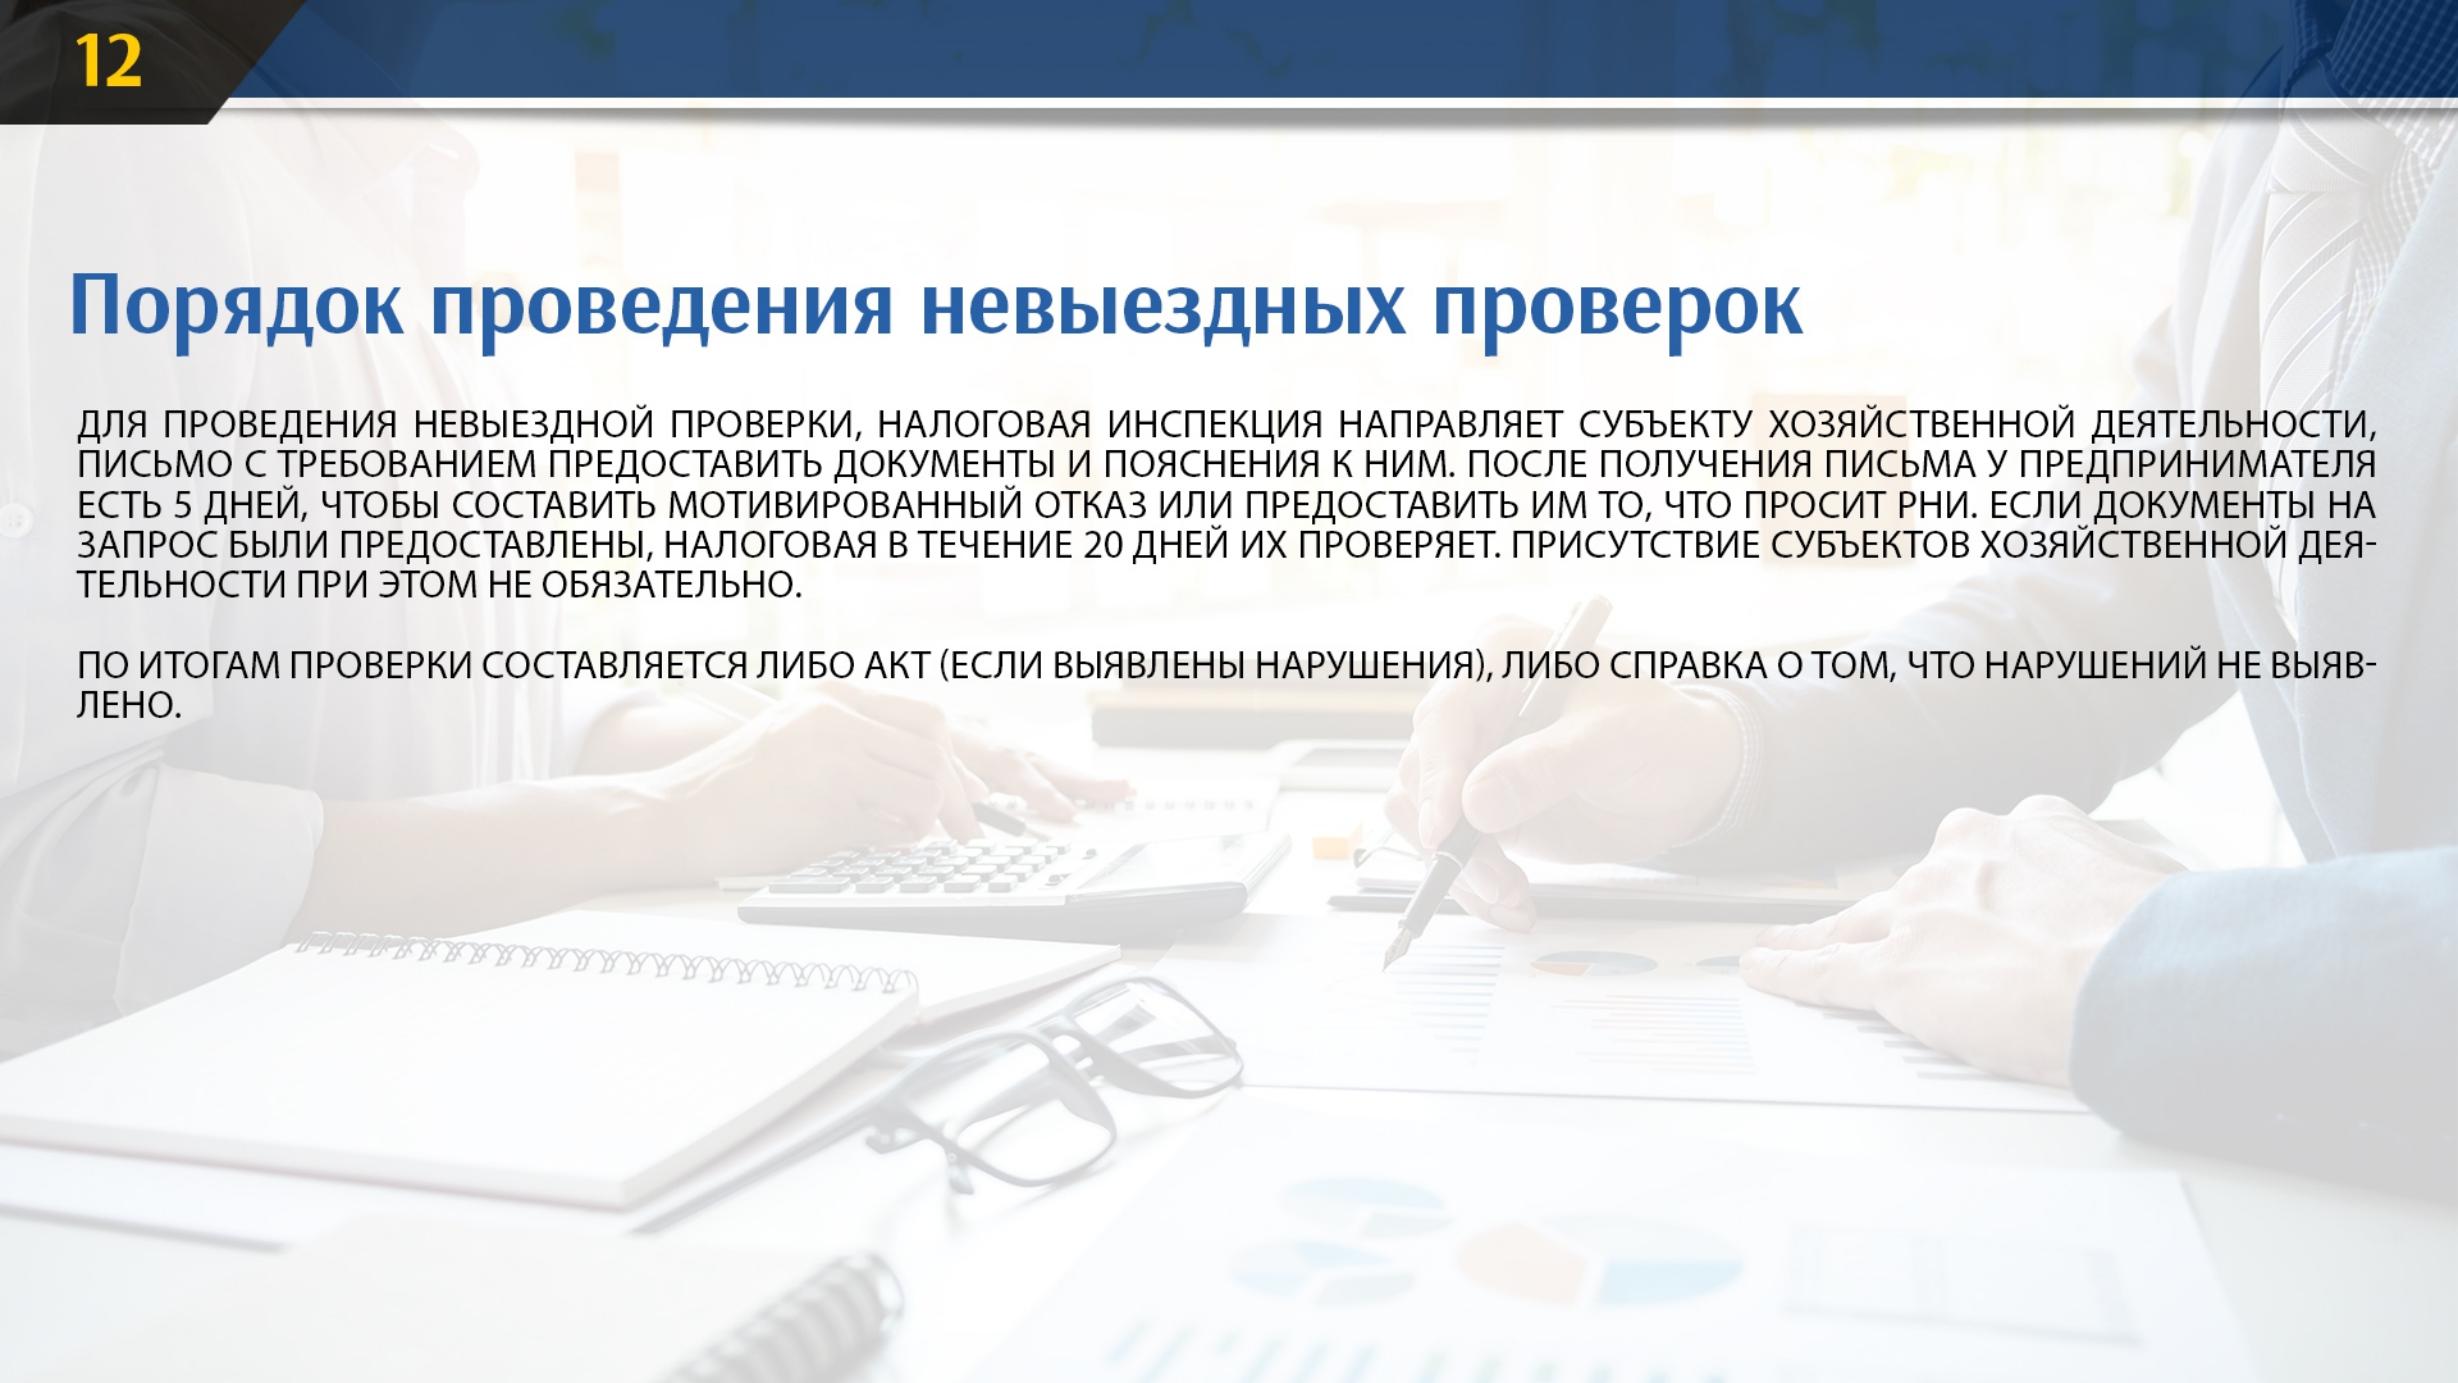 12
Порядок проведения невыездных проверок
ДЛЯ ПРОВЕДЕНИЯ НЕВЫЕЗДНОЙ ПРОВЕРКИ, НАЛОГОВАЯ ИНСПЕКЦИЯ НАПРАВЛЯЕТ СУБЪЕКТУ ХОЗЯЙСТВЕННОЙ ДЕЯТЕЛЬНОСТИ,
ПИСЬМО С ТРЕБОВАНИЕМ ПРЕДОСТАВИТЬ ДОКУМЕНТЫ И ПОЯСНЕНИЯ К НИМ. ПОСЛЕ ПОЛУЧЕНИЯ ПИСЬМА У ПРЕДПРИНИМАТЕЛЯ
ЕСТЬ 5 ДНЕЙ, ЧТОБЫ СОСТАВИТЬ МОТИВИРОВАННЫЙ ОТКАЗ ИЛИ ПРЕДОСТАВИТЬ ИМ ТО, ЧТО ПРОСИТ РНИ. ЕСЛИ ДОКУМЕНТЫ НА
ЗАПРОС БЫЛИ ПРЕДОСТАВЛЕНЫ, НАЛОГОВАЯ В ТЕЧЕНИЕ 20 ДНЕЙ ИХ ПРОВЕРЯЕТ. ПРИСУТСТВИЕ СУБЪЕКТОВ ХОЗЯЙСТВЕННОЙ ДЕЯ-
ТЕЛЬНОСТИ ПРИ ЭТОМ НЕ ОБЯЗАТЕЛЬНО.
ПО ИТОГАМ ПРОВЕРКИ СОСТАВЛЯЕТСЯ ЛИБО АКТ (ЕСЛИ ВЫЯВЛЕНЫ НАРУШЕНИЯ), ЛИБО СПРАВКА О ТОМ, ЧТО НАРУШЕНИЙ НЕ ВЫЯВ-
ЛЕНО.